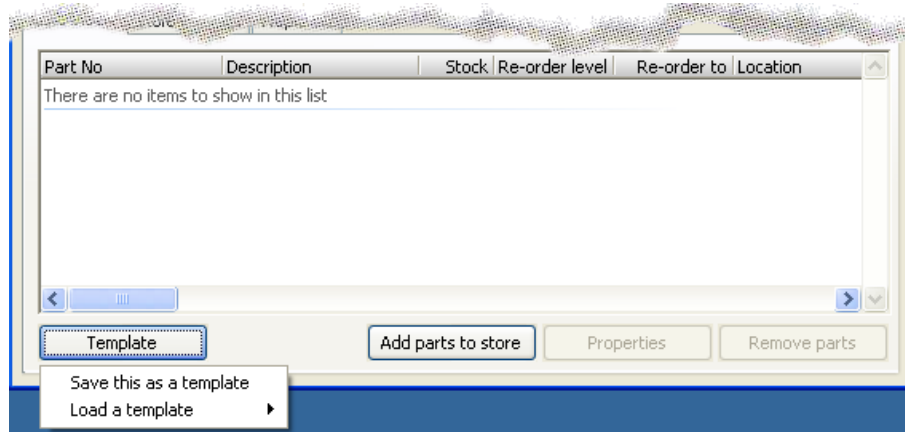 Part No Description Stock Re-order level Re-order to Location
There are no items to show in this list
Template Add parts to store Properties Remove parts
Save this as a template
Load a template